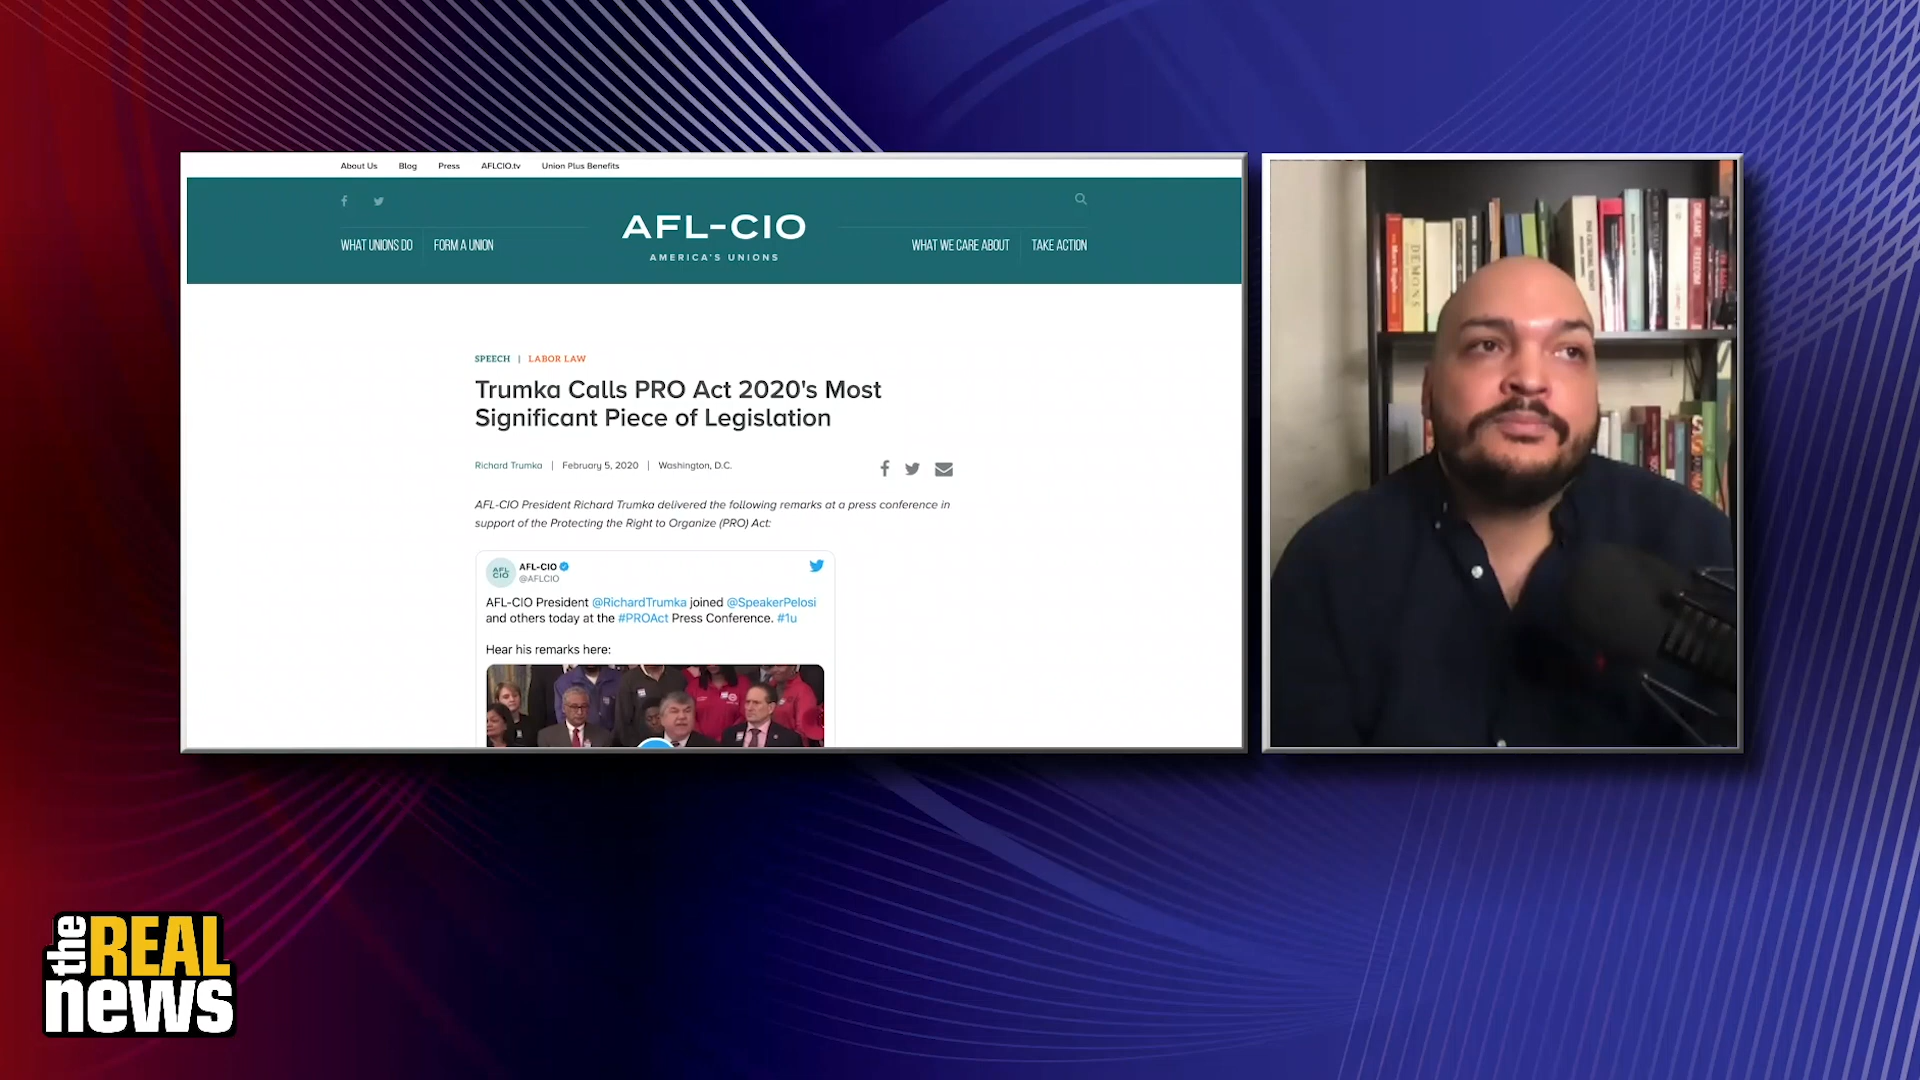 About Us Blog Press AFLCIO.tv Union Plus Benefits
WHAT UNIONS DO FORM A UNION
AFL-CIO
AMERICA'S UNIONS
WHAT WE CARE ABOUT TAKE ACTION
SPEECH | LABOR LAW
Trumka Calls PRO Act 2020's Most
Significant Piece of Legislation
Richard Trumka | February 5, 2020 | Washington, D.C.
AFL-CIO President Richard Trumka delivered the following remarks at a press conference in
support of the Protecting the Right to Organize (PRO) Act:
AFL CIO
AFL-CIO
@AFLCIO
AFL-CIO President @RichardTrumka joined @SpeakerPelosi
and others today at the #PROAct Press Conference. #1u
Hear his remarks here:
DEMONS
the REAL
news